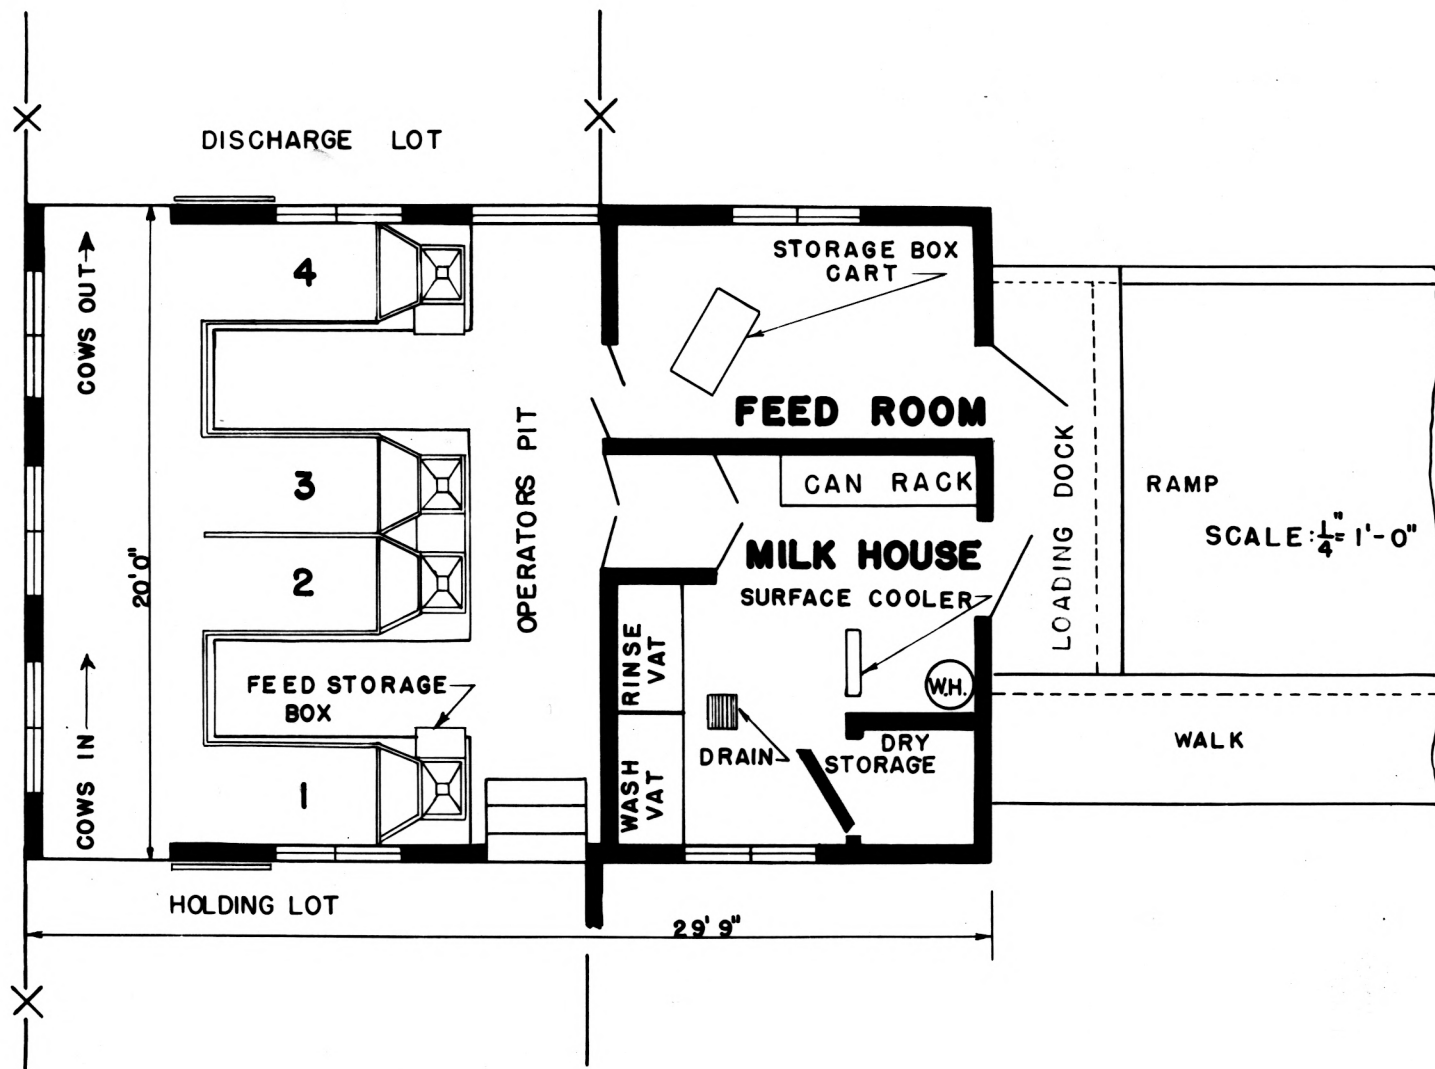 DISCHARGE LOT
COWS OUT
4
STORAGE BOX
CART
FEED ROOM
OPERATORS PIT
3
CAN RACK
LOADING DOCK
RAMP
SCALE: 1/4" = 1'-0"
MILK HOUSE
20'0"
2
SURFACE COOLER
RINSE
VAT
FEED STORAGE
BOX
W.H.
DRAIN
DRY
STORAGE
WALK
COWS IN
1
WASH
VAT
HOLDING LOT
29'9"